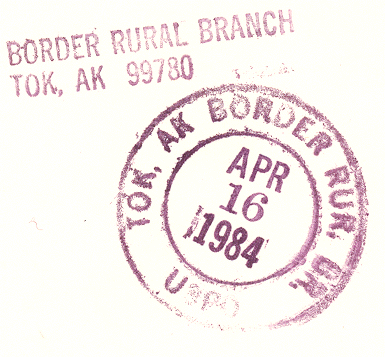 BORDER RURAL BRANCH
TOK, AK 99780
TOK, AK BORDER RUR. BR.
APR
16
1984
USPO